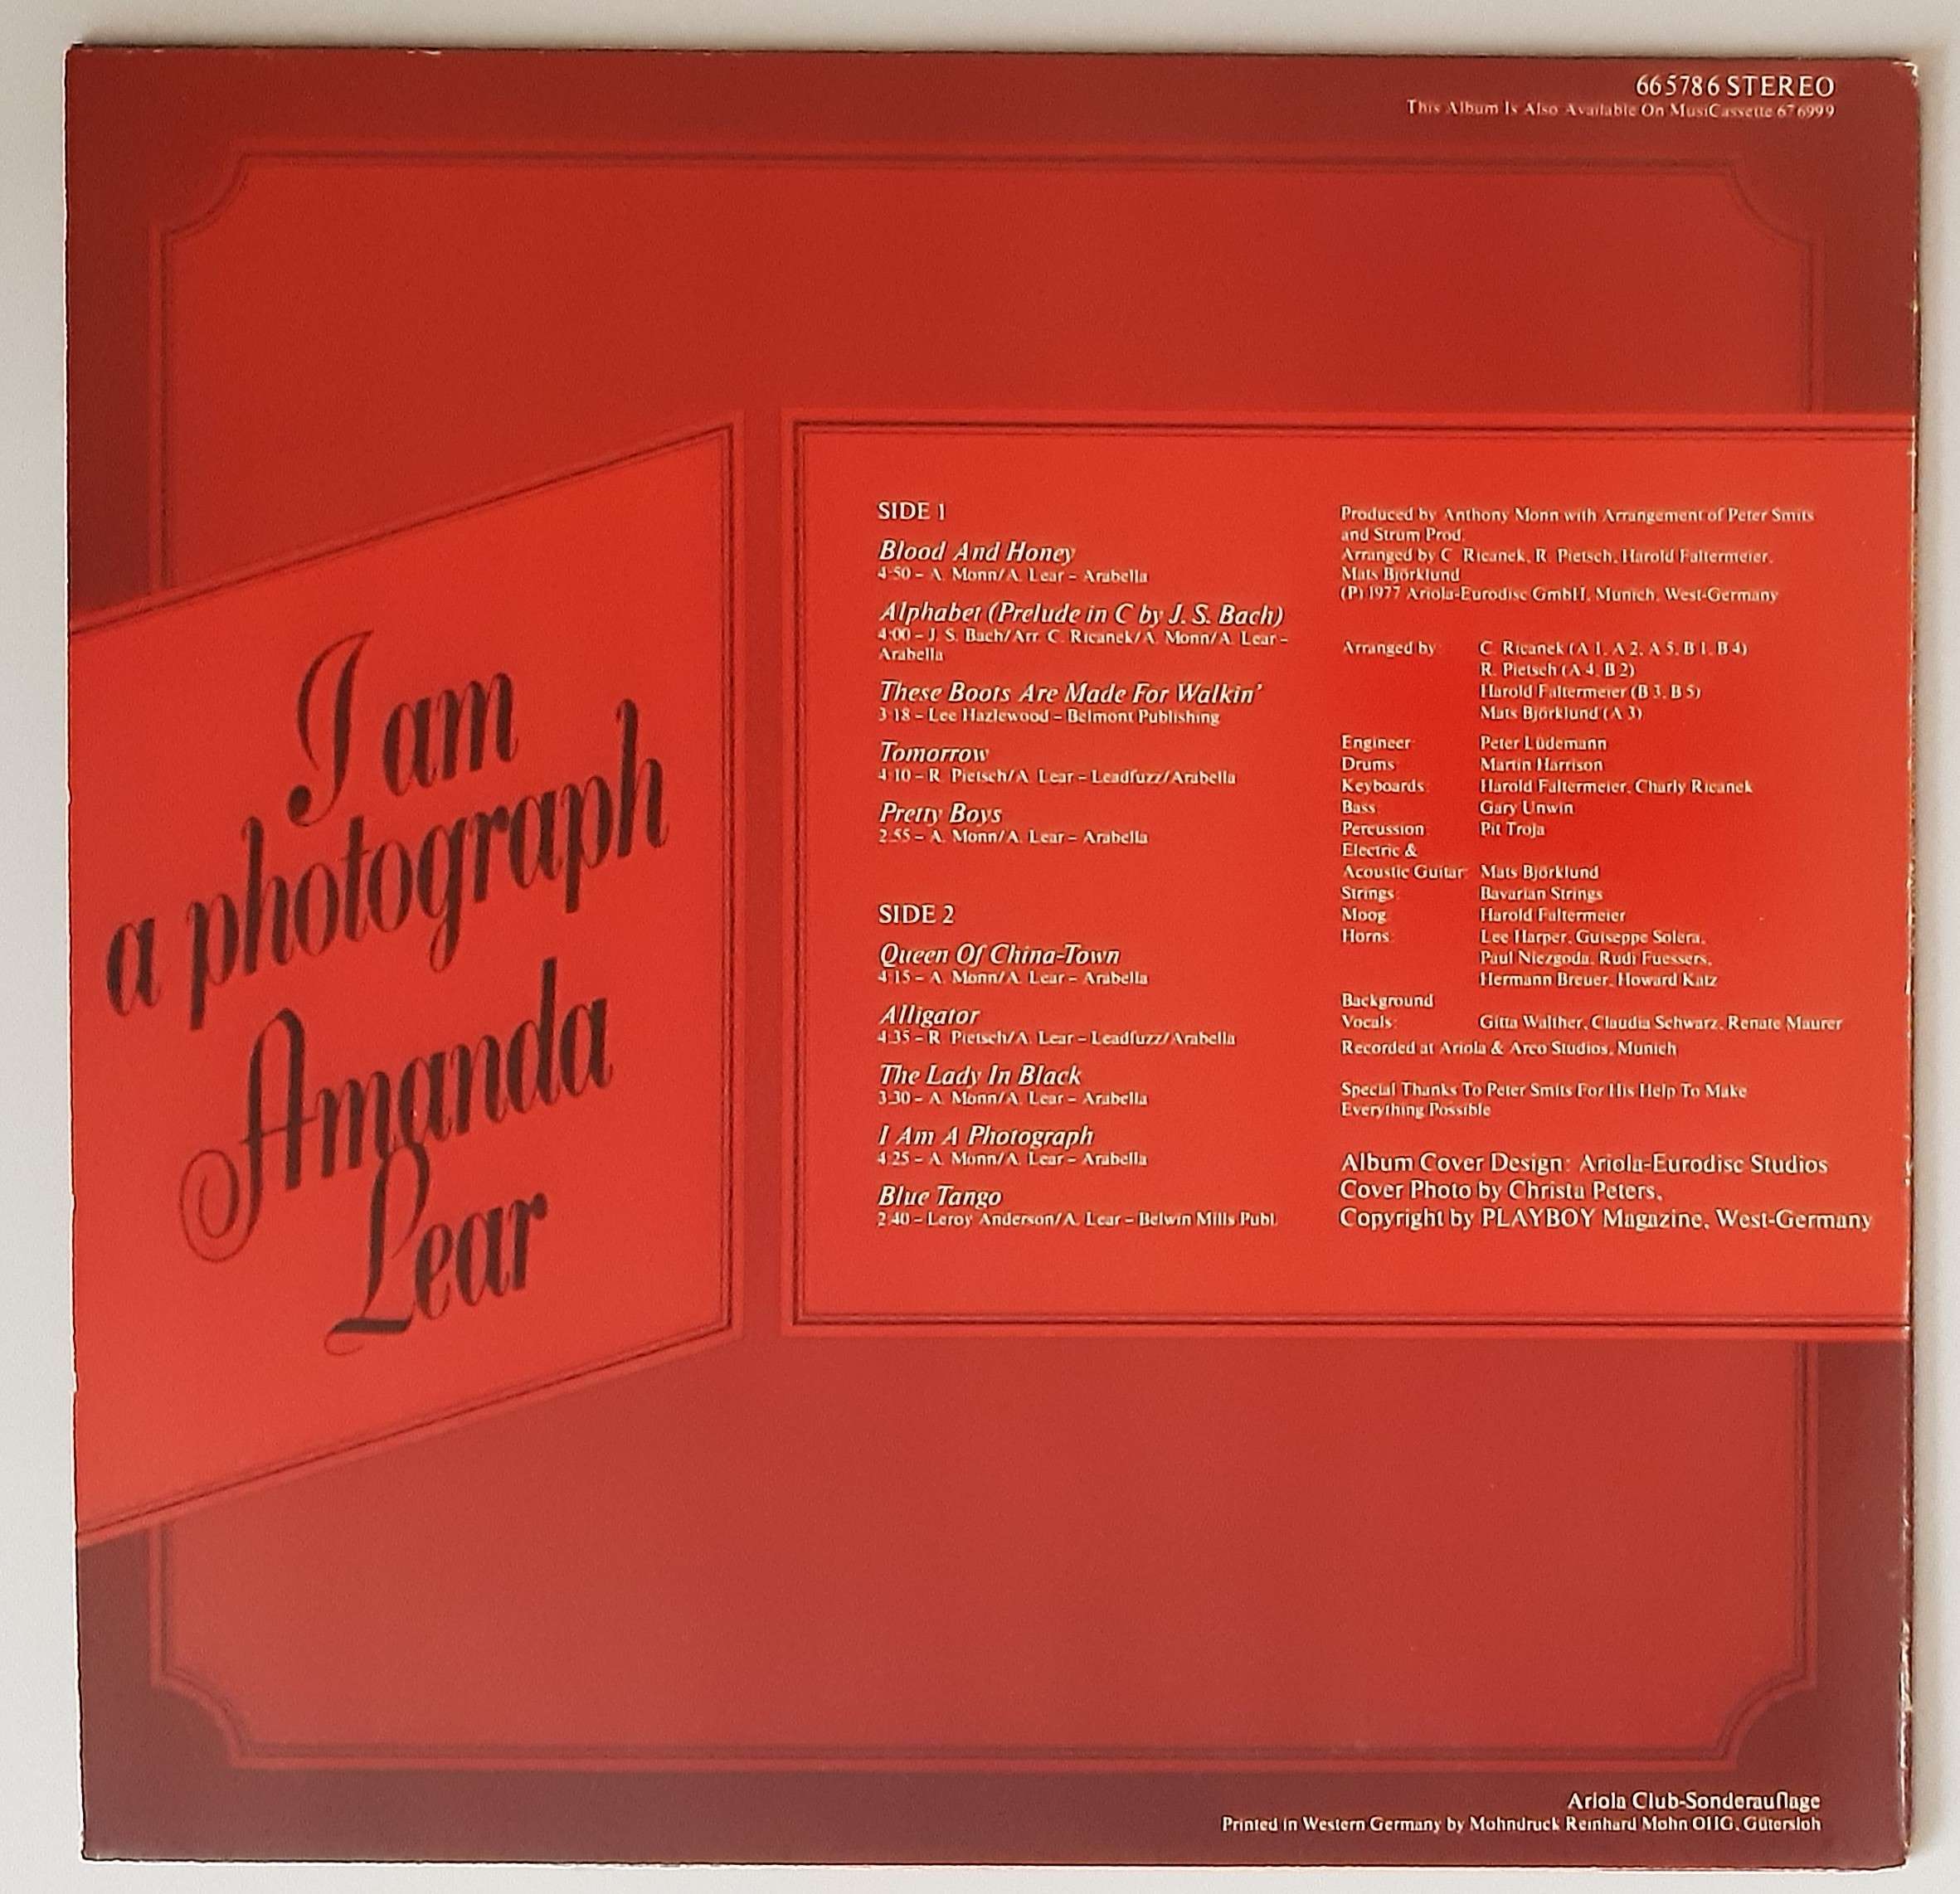 665786 STEREO
This Album Is Also Available On MusiCassette 676999
I am
a photograph
Amanda
Lear
SIDE 1
Blood And Honey
4:50 – A. Monn/A. Lear – Arabella
Alphabet (Prelude in C by J. S. Bach)
4:00 – J. S. Bach/Arr. C. Ricanek/A. Monn/A. Lear –
Arabella
These Boots Are Made For Walkin'
3:18 – Lee Hazlewood – Belmont Publishing
Tomorrow
4:10 – R. Pietsch/A. Lear – Leadfuzz/Arabella
Pretty Boys
2:55 – A. Monn/A. Lear – Arabella
SIDE 2
Queen Of China-Town
4:15 – A. Monn/A. Lear – Arabella
Alligator
4:35 – R. Pietsch/A. Lear – Leadfuzz/Arabella
The Lady In Black
3:30 – A. Monn/A. Lear – Arabella
I Am A Photograph
4:25 – A. Monn/A. Lear – Arabella
Blue Tango
2:40 – Leroy Anderson/A. Lear – Belwin Mills Publ.
Produced by Anthony Monn with Arrangement of Peter Smits
and Strum Prod.
Arranged by C. Ricanek, R. Pietsch, Harold Faltermeier,
Mats Björklund
(P) 1977 Ariola-Eurodisc GmbH, Munich, West-Germany
Arranged by: C. Ricanek (A 1, A 2, A 5, B 1, B 4)
R. Pietsch (A 4, B 2)
Harold Faltermeier (B 3, B 5)
Mats Björklund (A 3)
Engineer: Peter Lüdemann
Drums: Martin Harrison
Keyboards: Harold Faltermeier, Charly Ricanek
Bass: Gary Unwin
Percussion: Pit Troja
Electric &
Acoustic Guitar: Mats Björklund
Strings: Bavarian Strings
Moog: Harold Faltermeier
Horns: Lee Harper, Guiseppe Solera,
Paul Niezgoda, Rudi Fuessers,
Hermann Breuer, Howard Katz
Background
Vocals: Gitta Walther, Claudia Schwarz, Renate Maurer
Recorded at Ariola & Arco Studios, Munich
Special Thanks To Peter Smits For His Help To Make
Everything Possible
Album Cover Design: Ariola-Eurodisc Studios
Cover Photo by Christa Peters,
Copyright by PLAYBOY Magazine, West-Germany
Ariola Club-Sonderauflage
Printed in Western Germany by Mohndruck Reinhard Mohn OHG, Gütersloh